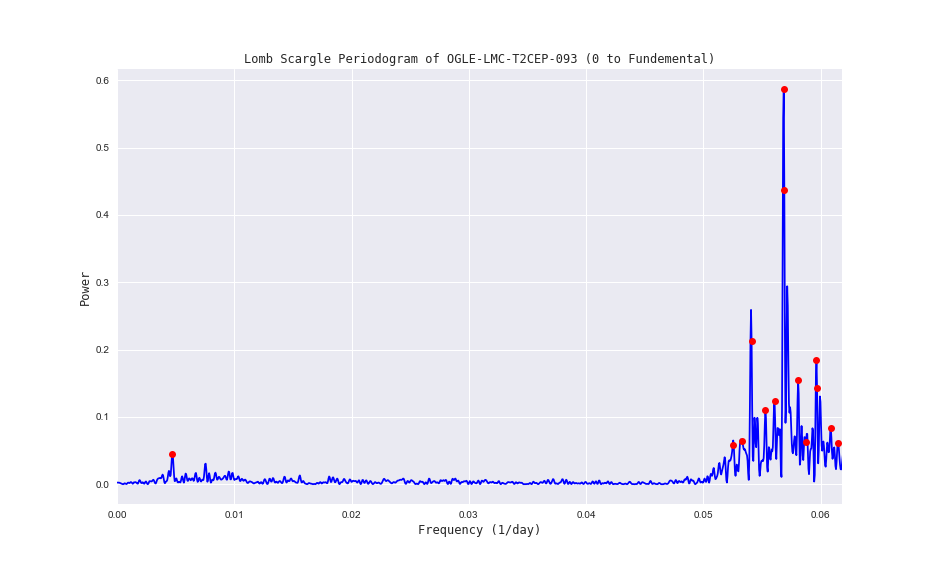 Lomb Scargle Periodogram of OGLE-LMC-T2CEP-093 (0 to Fundemental)
0.6
0.5
0.4
0.3
0.2
0.1
0.0
Power
0.00 0.01 0.02 0.03 0.04 0.05 0.06
Frequency (1/day)